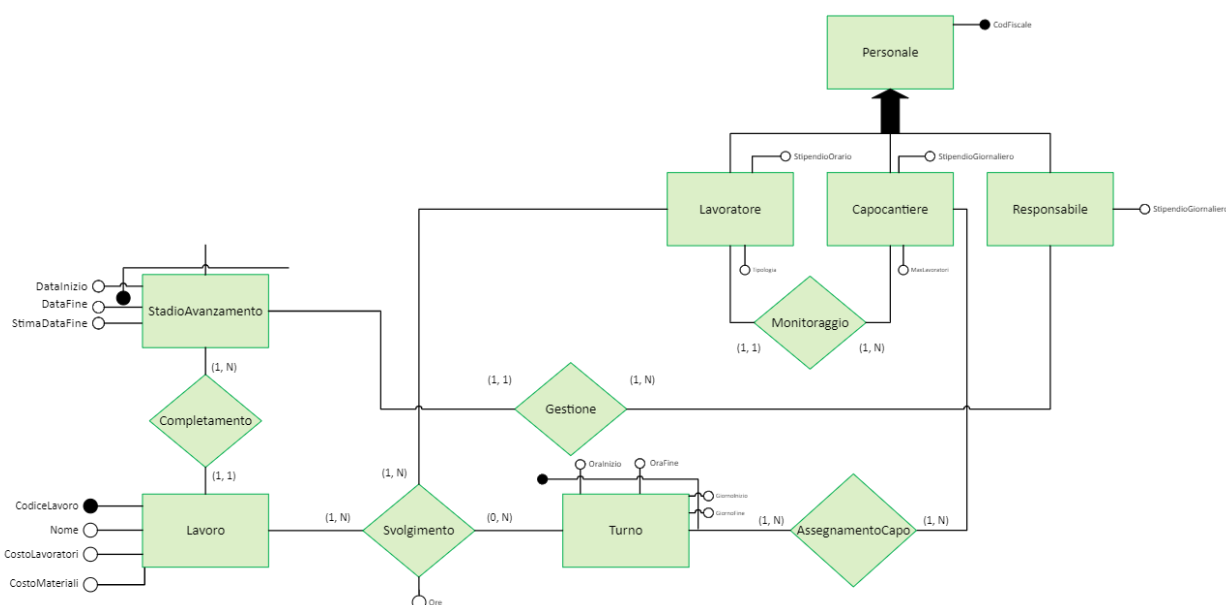 CodFiscale
Personale
StipendioOrario
StipendioGiornaliero
Lavoratore
Capocantiere
Responsabile
StipendioGiornaliero
Tipologia
MaxLavoratori
DataInizio
DataFine
StimaDataFine
StadioAvanzamento
Monitoraggio
(1, 1)
(1, N)
(1, N)
(1, 1)
(1, N)
Gestione
Completamento
(1, 1)
(1, N)
OraInizio
OraFine
CodiceLavoro
GiornoInizio
GiornoFine
Nome
Lavoro
(1, N)
Svolgimento
(0, N)
Turno
(1, N)
AssegnamentoCapo
(1, N)
CostoLavoratori
CostoMateriali
Ore